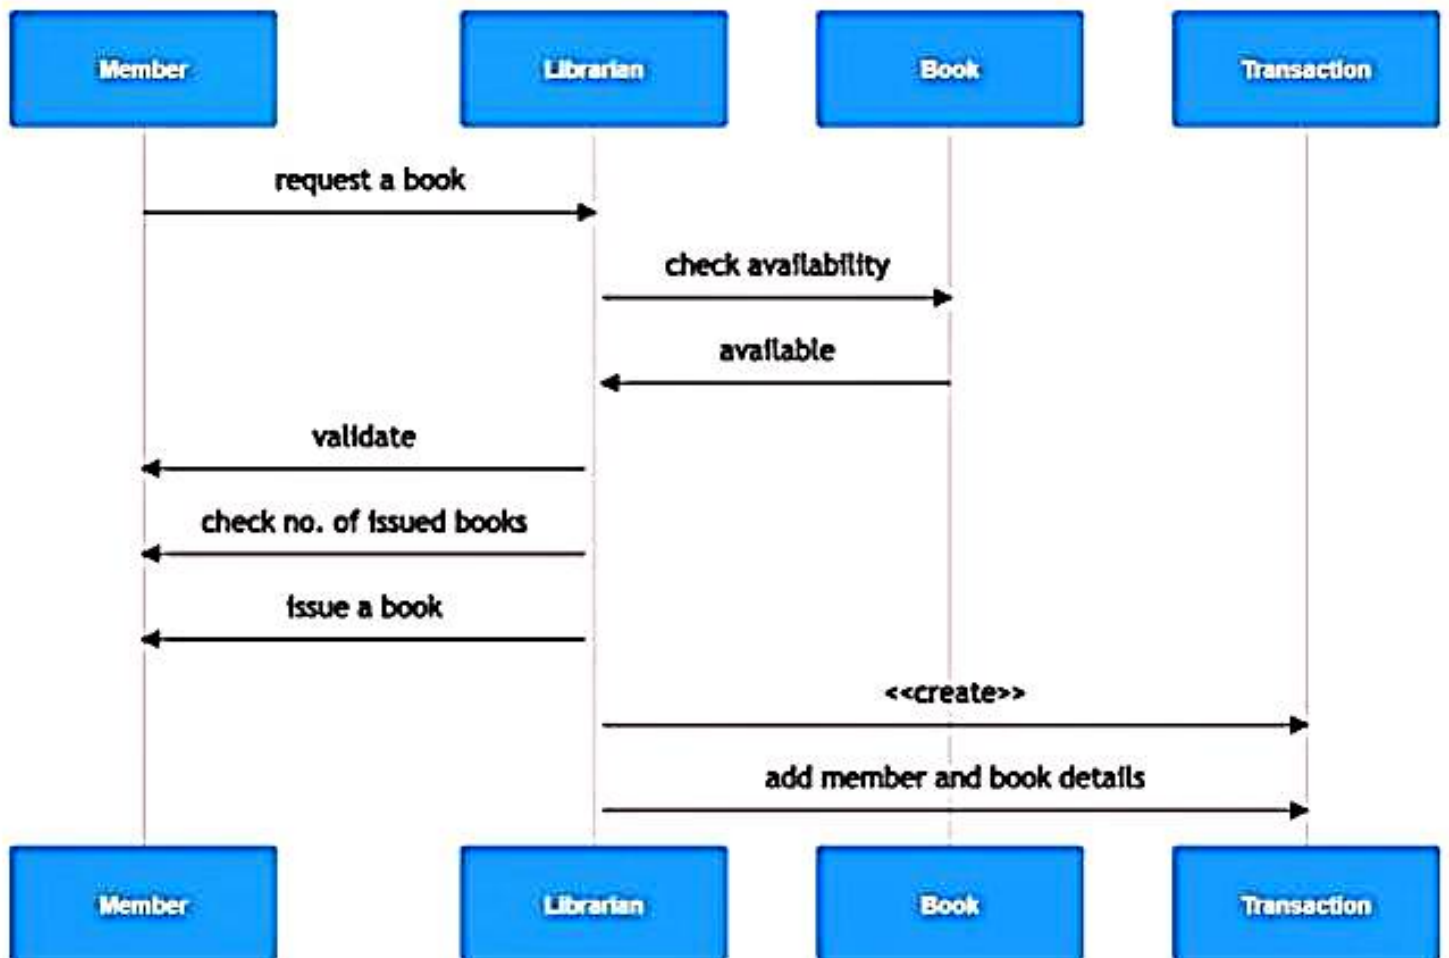 Member Librarian Book Transaction
request a book
check availability
available
validate
check no. of issued books
issue a book
<<create>>
add member and book details
Member Librarian Book Transaction